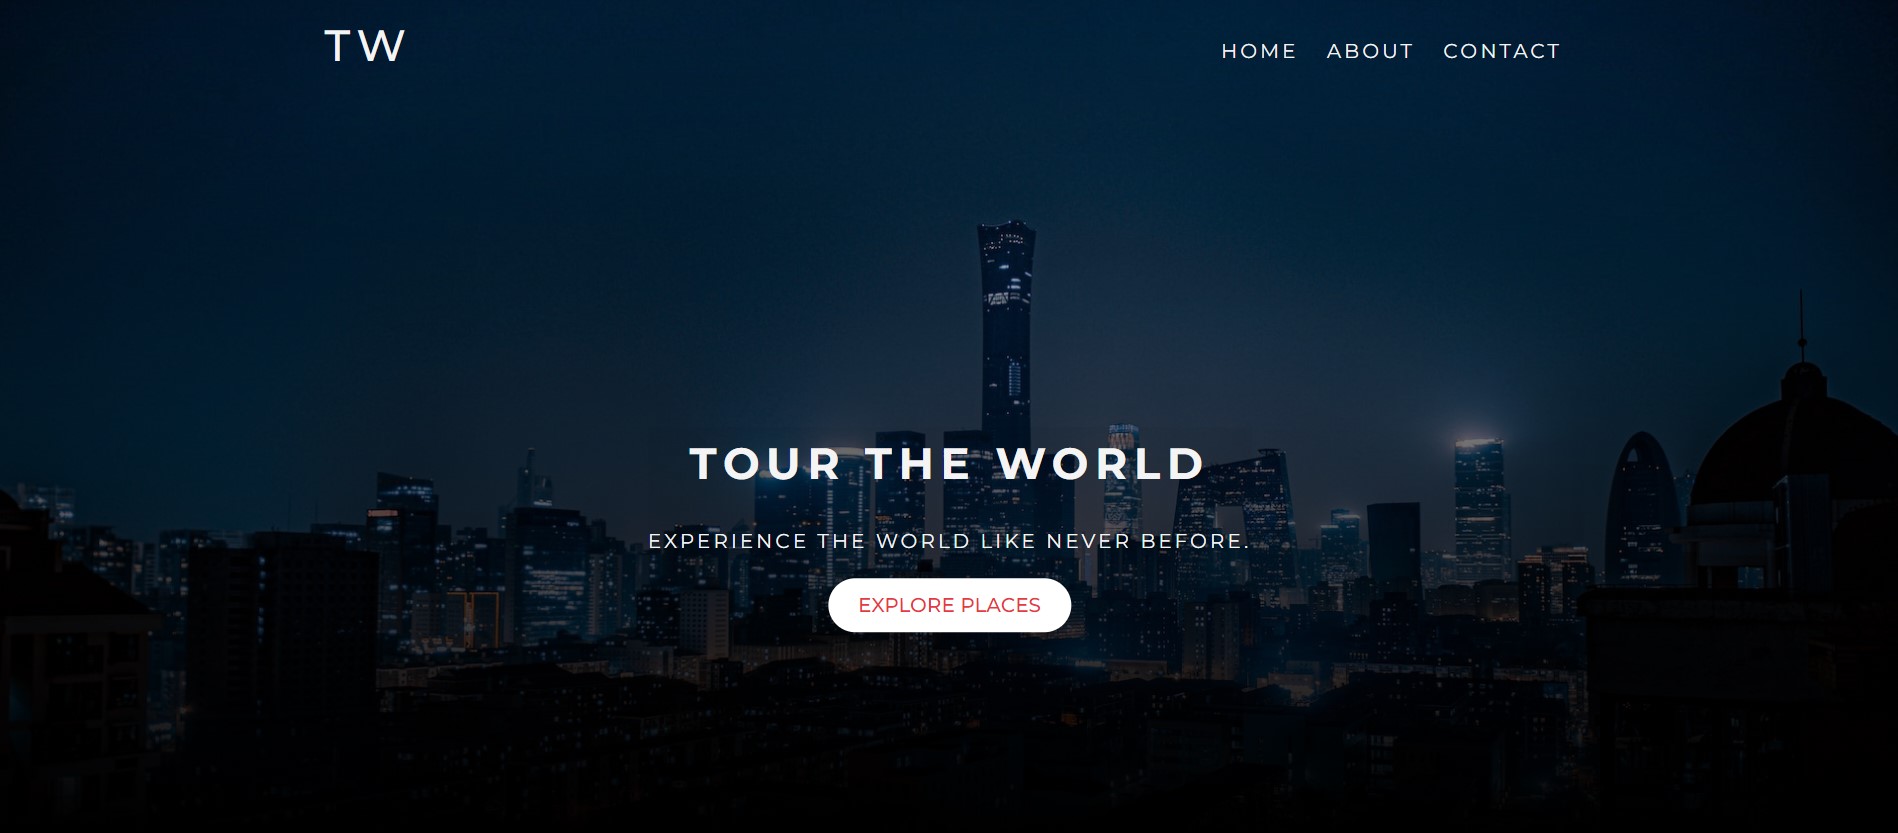 TW
HOME ABOUT CONTACT
TOUR THE WORLD
EXPERIENCE THE WORLD LIKE NEVER BEFORE.
EXPLORE PLACES